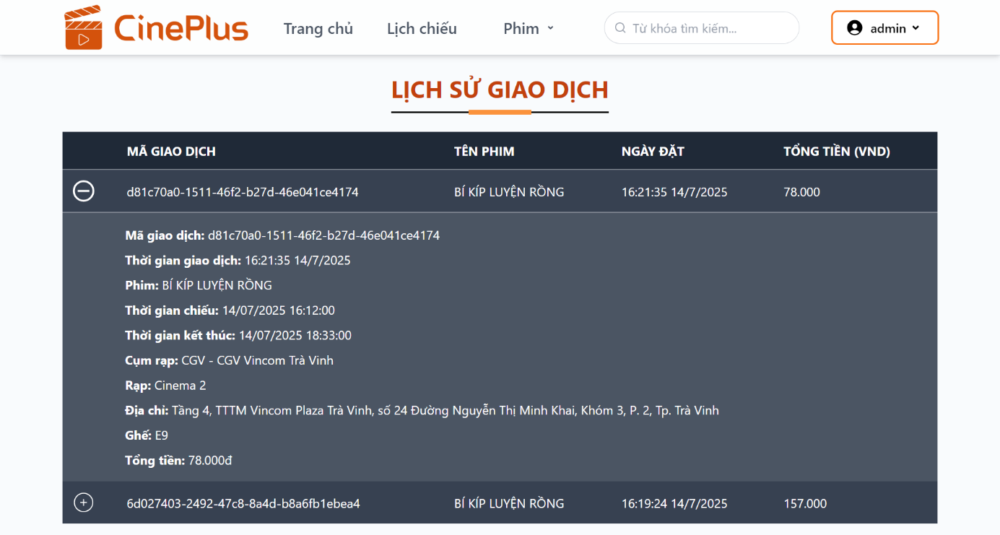 CinePlus Trang chủ Lịch chiếu Phim Từ khóa tìm kiếm... admin
LỊCH SỬ GIAO DỊCH
MÃ GIAO DỊCH TÊN PHIM NGÀY ĐẶT TỔNG TIỀN (VND)
d81c70a0-1511-46f2-b27d-46e041ce4174 BÍ KÍP LUYỆN RỒNG 16:21:35 14/7/2025 78.000
Mã giao dịch: d81c70a0-1511-46f2-b27d-46e041ce4174
Thời gian giao dịch: 16:21:35 14/7/2025
Phim: BÍ KÍP LUYỆN RỒNG
Thời gian chiếu: 14/07/2025 16:12:00
Thời gian kết thúc: 14/07/2025 18:33:00
Cụm rạp: CGV - CGV Vincom Trà Vinh
Rạp: Cinema 2
Địa chỉ: Tầng 4, TTTM Vincom Plaza Trà Vinh, số 24 Đường Nguyễn Thị Minh Khai, Khóm 3, P. 2, Tp. Trà Vinh
Ghế: E9
Tổng tiền: 78.000đ
6d027403-2492-47c8-8a4d-b8a6fb1ebea4 BÍ KÍP LUYỆN RỒNG 16:19:24 14/7/2025 157.000